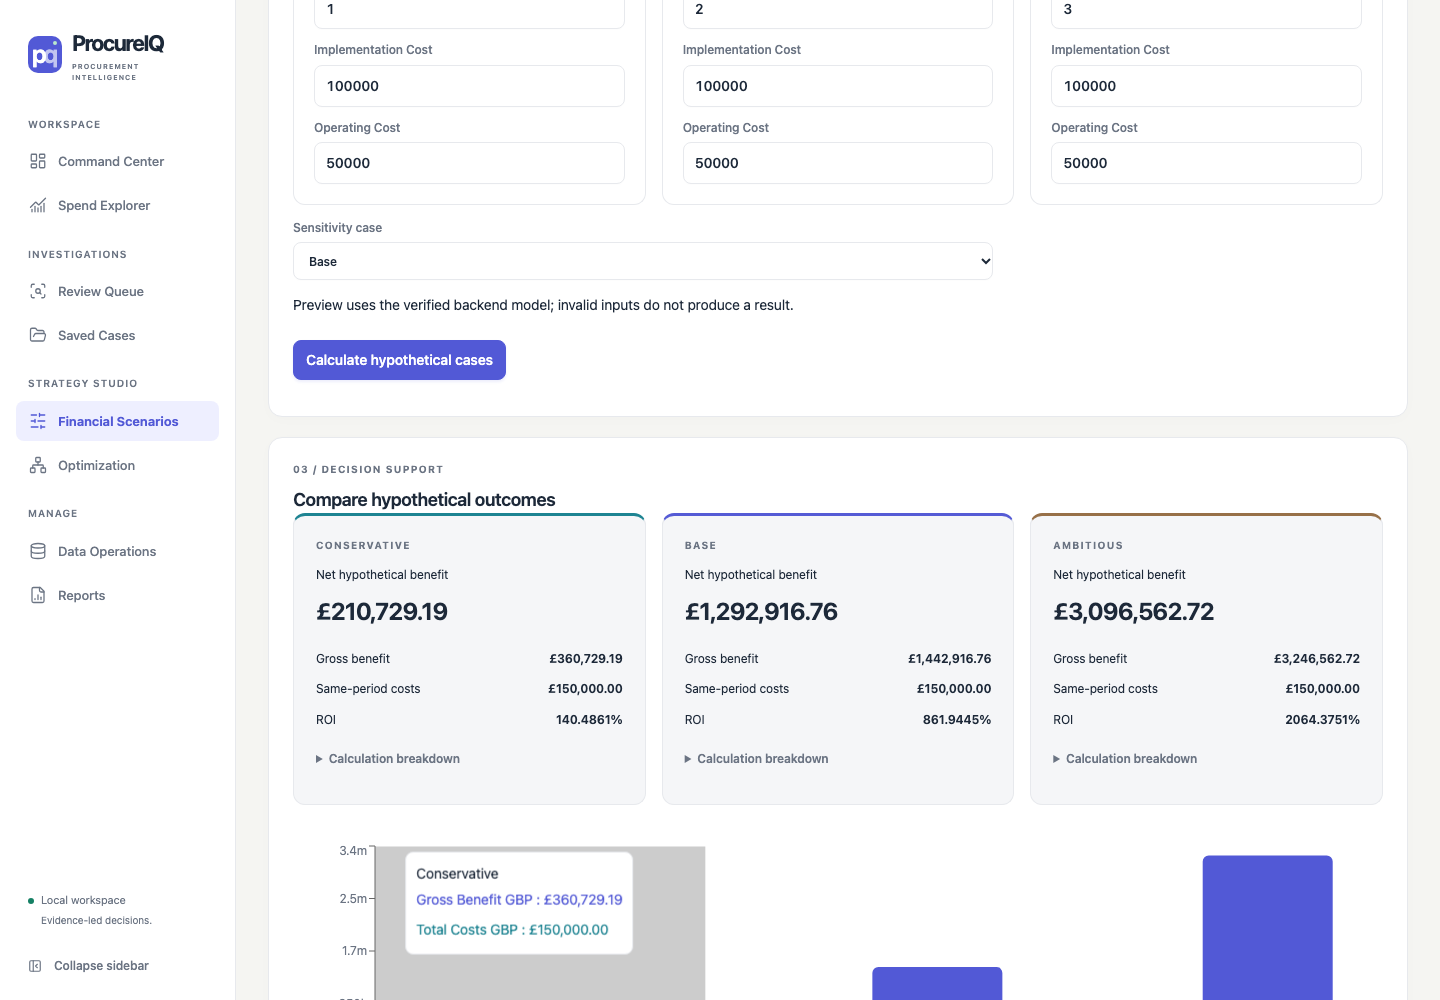 ProcureIQ
PROCUREMENT
INTELLIGENCE
WORKSPACE
Command Center
Spend Explorer
INVESTIGATIONS
Review Queue
Saved Cases
STRATEGY STUDIO
Financial Scenarios
Optimization
MANAGE
Data Operations
Reports
Local workspace
Evidence-led decisions.
Collapse sidebar
1
2
3
Implementation Cost
Implementation Cost
Implementation Cost
100000
100000
100000
Operating Cost
Operating Cost
Operating Cost
50000
50000
50000
Sensitivity case
Base
Preview uses the verified backend model; invalid inputs do not produce a result.
Calculate hypothetical cases
03 / DECISION SUPPORT
Compare hypothetical outcomes
CONSERVATIVE
Net hypothetical benefit
£210,729.19
Gross benefit £360,729.19
Same-period costs £150,000.00
ROI 140.4861%
Calculation breakdown
BASE
Net hypothetical benefit
£1,292,916.76
Gross benefit £1,442,916.76
Same-period costs £150,000.00
ROI 861.9445%
Calculation breakdown
AMBITIOUS
Net hypothetical benefit
£3,096,562.72
Gross benefit £3,246,562.72
Same-period costs £150,000.00
ROI 2064.3751%
Calculation breakdown
3.4m
2.5m
1.7m
Conservative
Gross Benefit GBP : £360,729.19
Total Costs GBP : £150,000.00